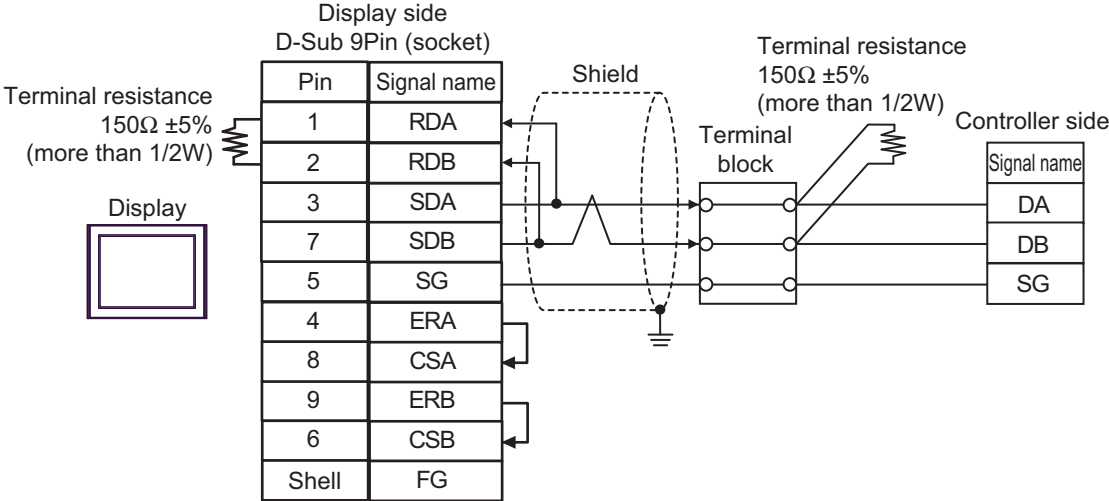 Display side
D-Sub 9Pin (socket)
Terminal resistance
150Ω ±5%
(more than 1/2W)
Display
Pin Signal name
1 RDA
2 RDB
3 SDA
7 SDB
5 SG
4 ERA
8 CSA
9 ERB
6 CSB
Shell FG
Shield
Terminal resistance
150Ω ±5%
(more than 1/2W)
Terminal
block
Controller side
Signal name
DA
DB
SG